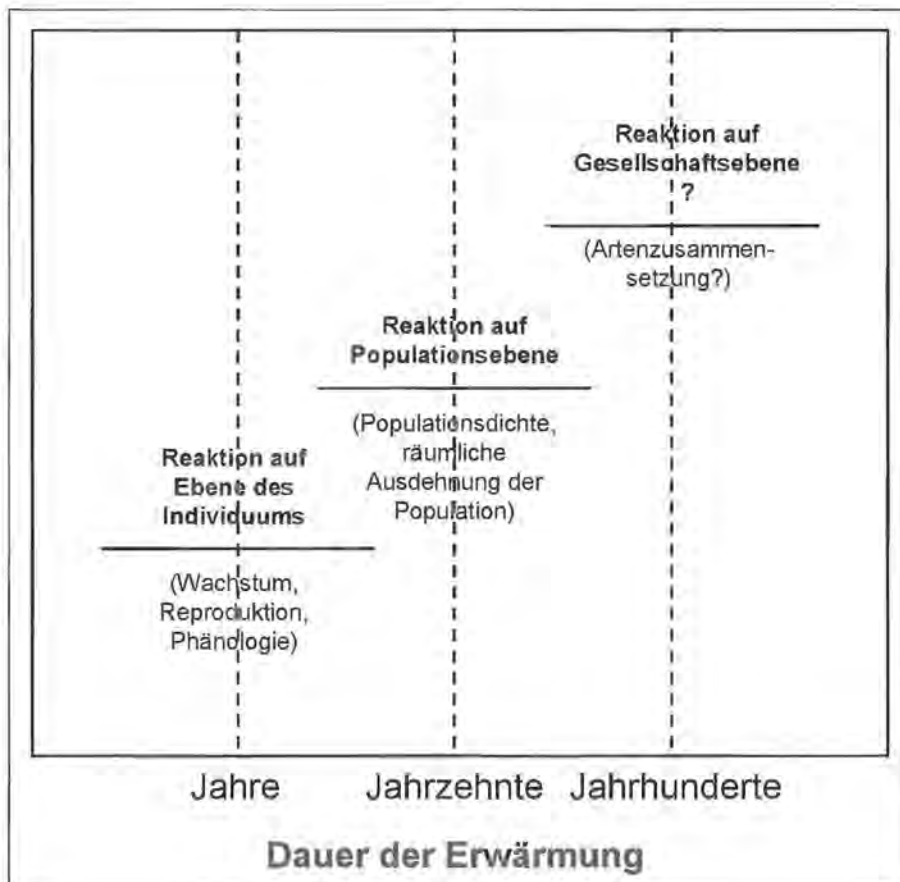 Reaktion auf
Gesellschaftsebene
?
(Artenzusammen-
setzung?)
Reaktion auf
Populationsebene
(Populationsdichte,
räumliche
Ausdehnung der
Population)
Reaktion auf
Ebene des
Individuums
(Wachstum,
Reproduktion,
Phänologie)
Jahre Jahrzehnte Jahrhunderte
Dauer der Erwärmung